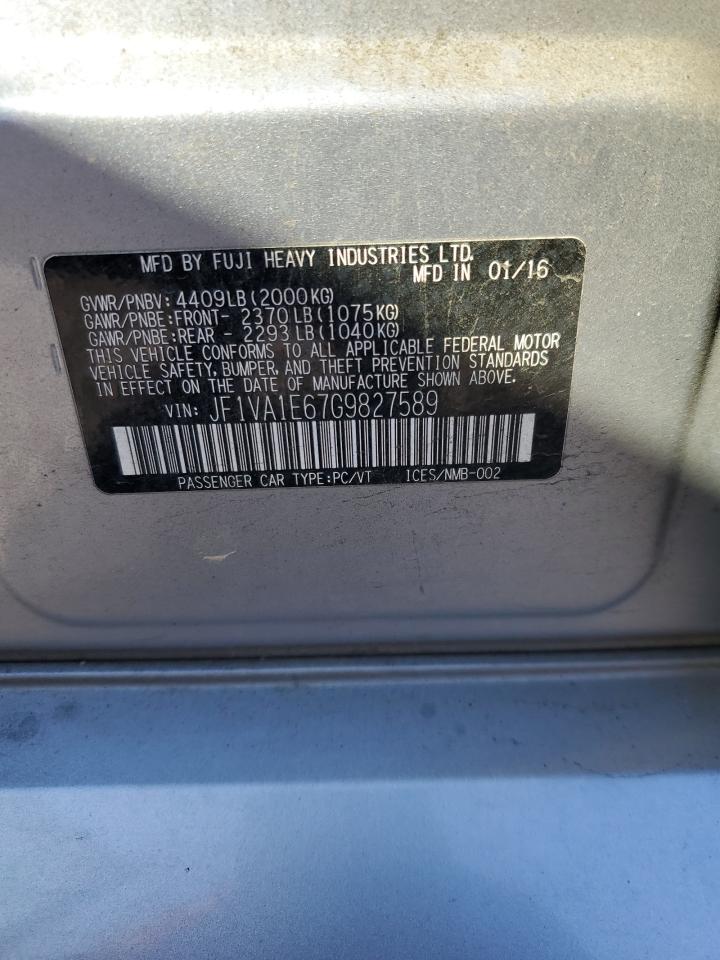 MFD BY FUJI HEAVY INDUSTRIES LTD.
MFD IN 01/16
GVWR/PNBV: 4409LB (2000KG)
GAWR/PNBE:FRONT- 2370LB (1075KG)
GAWR/PNBE:REAR - 2293LB (1040KG)
THIS VEHICLE CONFORMS TO ALL APPLICABLE FEDERAL MOTOR
VEHICLE SAFETY, BUMPER, AND THEFT PREVENTION STANDARDS
IN EFFECT ON THE DATE OF MANUFACTURE SHOWN ABOVE.
VIN: JF1VA1E67G9827589
PASSENGER CAR TYPE:PC/VT ICES/NMB-002